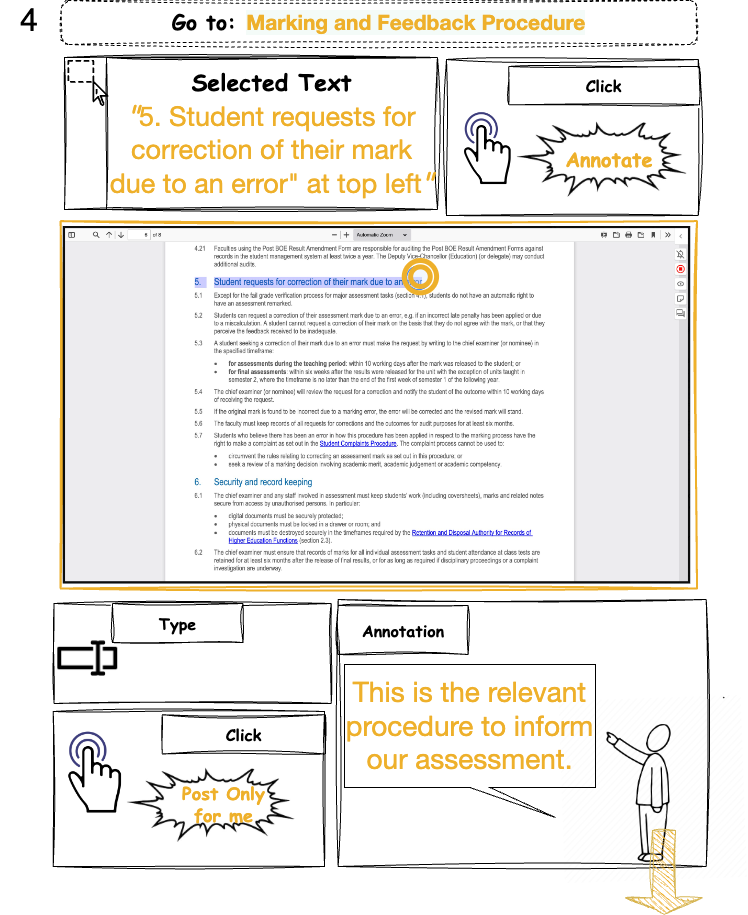 4
Go to: Marking and Feedback Procedure
Selected Text
"5. Student requests for
correction of their mark
due to an error" at top left"
Click
Annotate
6 of 8
Automatic Zoom
4.21 Faculties using the Post BOE Result Amendment Form are responsible for auditing the Post BOE Result Amendment Forms against
records in the student management system at least twice a year. The Deputy Vice-Chancellor (Education) (or delegate) may conduct
additional audits.
5. Student requests for correction of their mark due to an error
5.1 Except for the fail grade verification process for major assessment tasks (section 4.7), students do not have an automatic right to
have an assessment remarked.
5.2 Students can request a correction of their assessment mark due to an error, e.g. if an incorrect late penalty has been applied or due
to a miscalculation. A student cannot request a correction of their mark on the basis that they do not agree with the mark, or that they
perceive the feedback received to be inadequate.
5.3 A student seeking a correction of their mark due to an error must make the request by writing to the chief examiner (or nominee) in
the specified timeframe:
• for assessments during the teaching period: within 10 working days after the mark was released to the student; or
• for final assessments: within six weeks after the results were released for the unit with the exception of units taught in
semester 2, where the timeframe is no later than the end of the first week of semester 1 of the following year.
5.4 The chief examiner (or nominee) will review the request for a correction and notify the student of the outcome within 10 working days
of receiving the request.
5.5 If the original mark is found to be incorrect due to a marking error, the error will be corrected and the revised mark will stand.
5.6 The faculty must keep records of all requests for corrections and the outcomes for audit purposes for at least six months.
5.7 Students who believe there has been an error in how this procedure has been applied in respect to the marking process have the
right to make a complaint as set out in the Student Complaints Procedure. The complaint process cannot be used to:
• circumvent the rules relating to correcting an assessment mark as set out in this procedure; or
• seek a review of a marking decision involving academic merit, academic judgement or academic competency.
6. Security and record keeping
6.1 The chief examiner and any staff involved in assessment must keep students' work (including coversheets), marks and related notes
secure from access by unauthorised persons. In particular:
• digital documents must be securely protected;
• physical documents must be locked in a drawer or room; and
• documents must be destroyed securely in the timeframes required by the Retention and Disposal Authority for Records of
Higher Education Functions (section 2.3).
6.2 The chief examiner must ensure that records of marks for all individual assessment tasks and student attendance at class tests are
retained for at least six months after the release of final results, or for as long as required if disciplinary proceedings or a complaint
investigation are underway.
Type
Click
Post Only
for me
Annotation
This is the relevant
procedure to inform
our assessment.